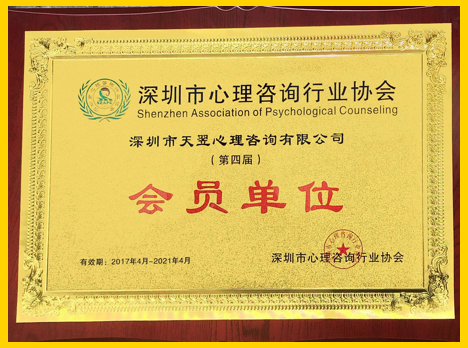 深圳市心理咨询行业协会
Shenzhen Association of Psychological Counseling
深圳市天翌心理咨询有限公司
（第四届）
会员单位
有效期：2017年4月-2021年4月
深圳市心理咨询行业协会